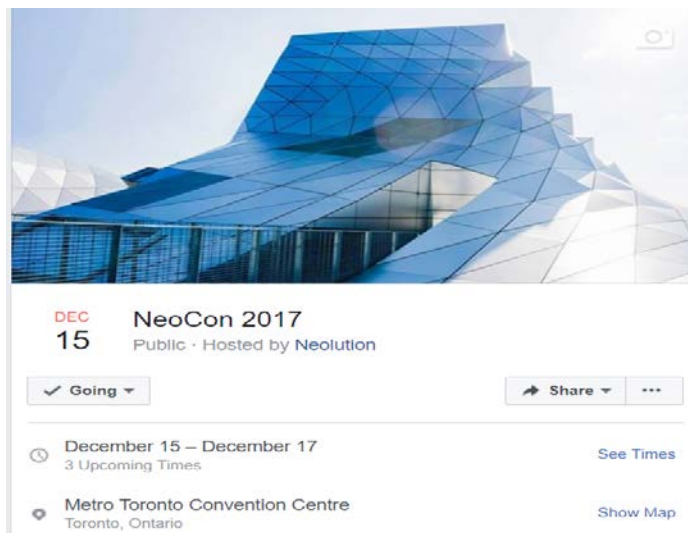 DEC
15
NeoCon 2017
Public · Hosted by Neolution
Going
Share
December 15 – December 17
3 Upcoming Times
See Times
Metro Toronto Convention Centre
Toronto, Ontario
Show Map